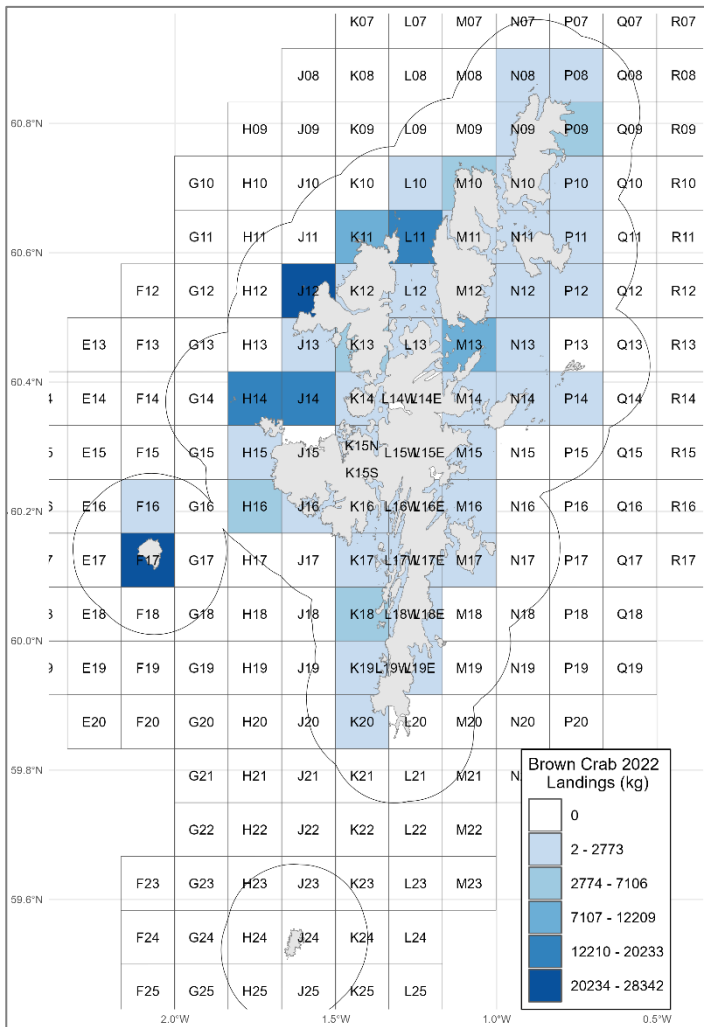 K07 L07 M07 N07 P07 Q07 R07
J08 K08 L08 M08 N08 P08 Q08 R08
60.8°N
H09 J09 K09 L09 M09 N09 P09 Q09 R09
G10 H10 J10 K10 L10 M10 N10 P10 Q10 R10
60.6°N
G11 H11 J11 K11 L11 M11 N11 P11 Q11 R11
F12 G12 H12 J12 K12 L12 M12 N12 P12 Q12 R12
E13 F13 G13 H13 J13 K13 L13 M13 N13 P13 Q13 R13
60.4°N
4 E14 F14 G14 H14 J14 K14 L14W L14E M14 N14 P14 Q14 R14
5 E15 F15 G15 H15 J15 K15N L15W L15E M15 N15 P15 Q15 R15
K15S
6 E16 F16 G16 H16 J16 K16 L16W L16E M16 N16 P16 Q16 R16
60.2°N
7 E17 F17 G17 H17 J17 K17 L17W L17E M17 N17 P17 Q17 R17
8 E18 F18 G18 H18 J18 K18 L18W L18E M18 N18 P18 Q18
60.0°N
9 E19 F19 G19 H19 J19 K19 L19W L19E M19 N19 P19 Q19
E20 F20 G20 H20 J20 K20 L20 M20 N20 P20
59.8°N
G21 H21 J21 K21 L21 M21
G22 H22 J22 K22 L22 M22
F23 G23 H23 J23 K23 L23 M23
59.6°N
F24 G24 H24 J24 K24 L24
F25 G25 H25 J25 K25 L25
2.0°W 1.5°W 1.0°W 0.5°W
Brown Crab 2022
Landings (kg)
0
2 - 2773
2774 - 7106
7107 - 12209
12210 - 20233
20234 - 28342